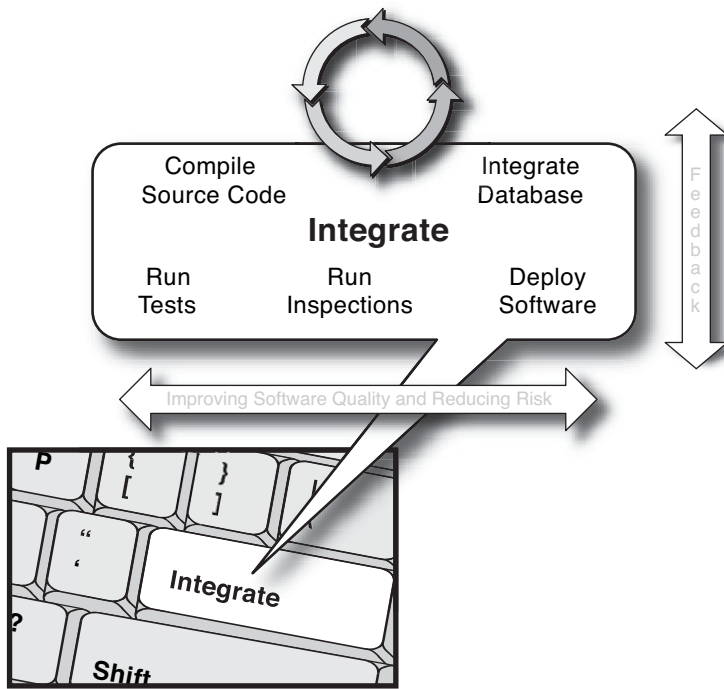 Compile
Source Code
Integrate
Database
Integrate
Run
Tests
Run
Inspections
Deploy
Software
Feedback
Improving Software Quality and Reducing Risk
P
{
[
}
]
“
‘
Integrate
?
Shift